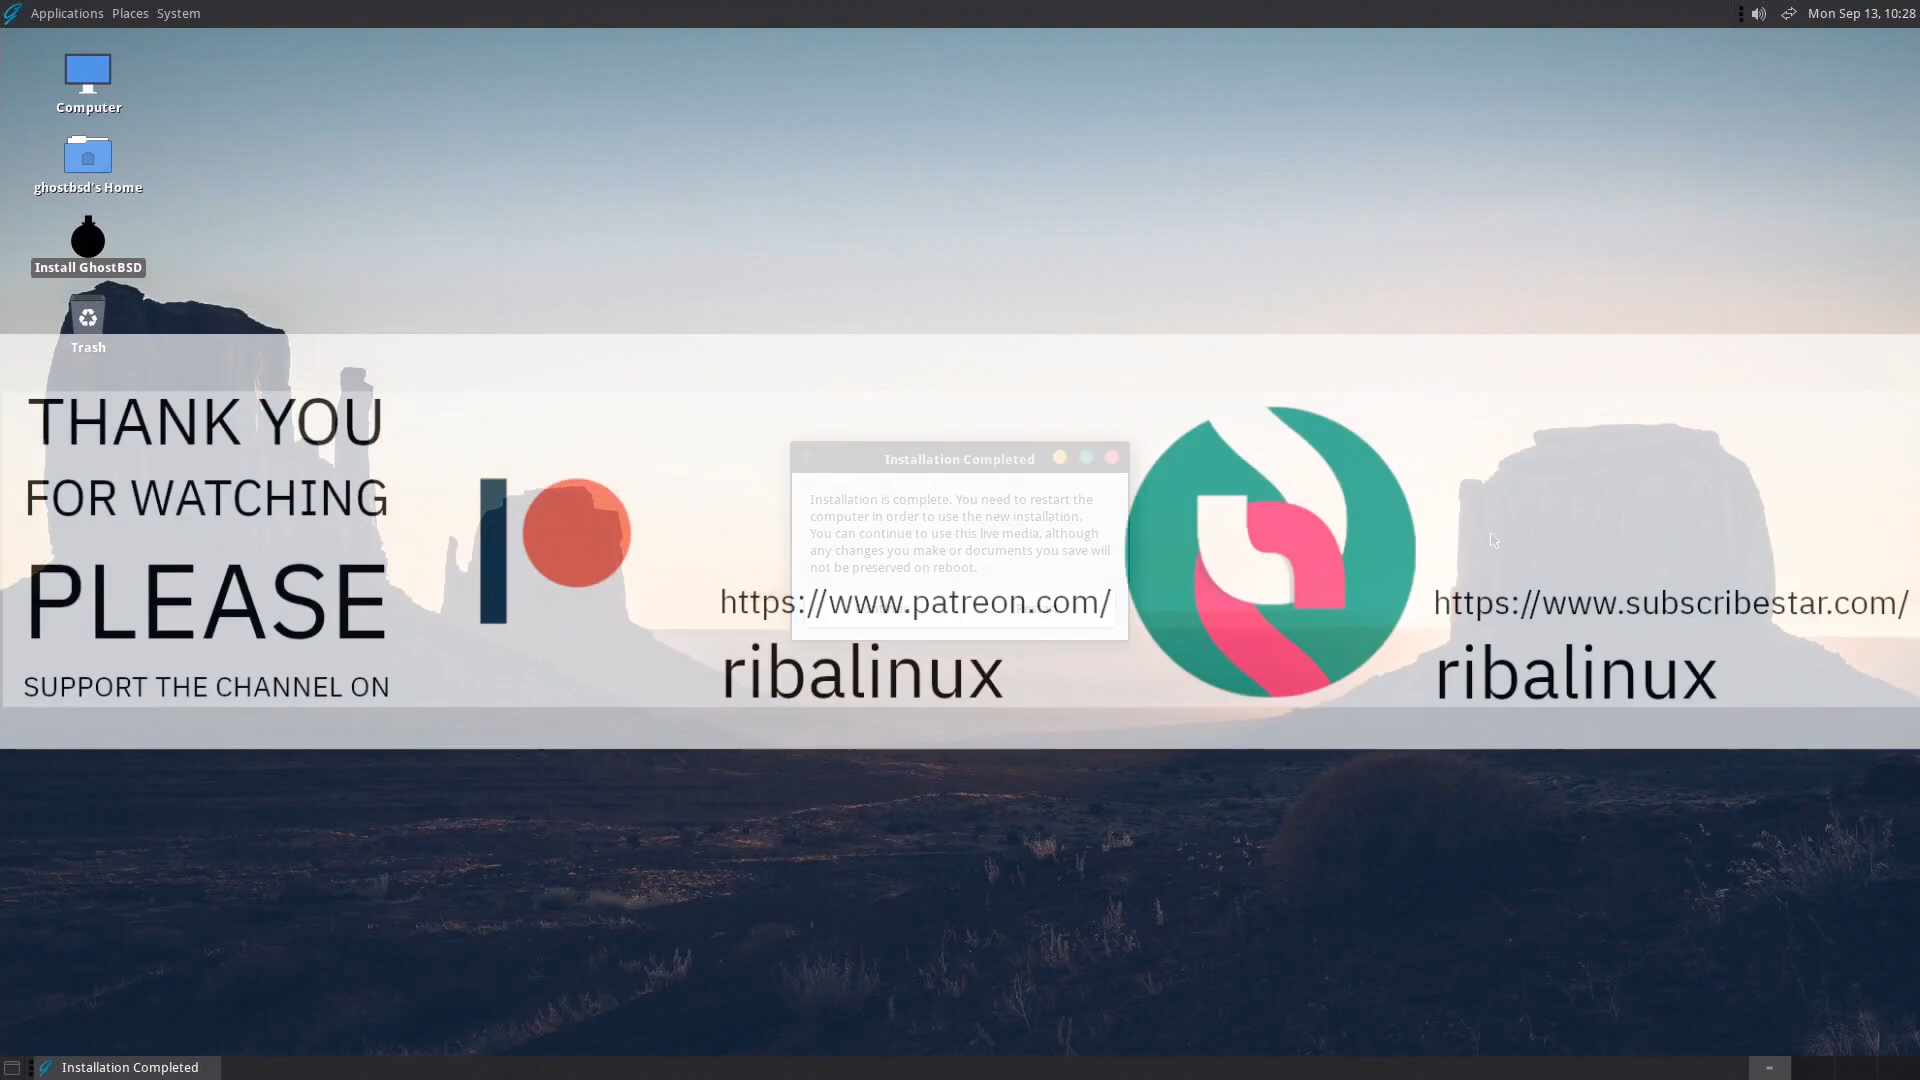 Applications Places System
Mon Sep 13, 10:28
Computer
ghostbsd's Home
Install GhostBSD
Trash
THANK YOU
FOR WATCHING
PLEASE
SUPPORT THE CHANNEL ON
Installation Completed
Installation is complete. You need to restart the
computer in order to use the new installation.
You can continue to use this live media, although
any changes you make or documents you save will
not be preserved on reboot.
https://www.patreon.com/
ribalinux
https://www.subscribestar.com/
ribalinux
Installation Completed